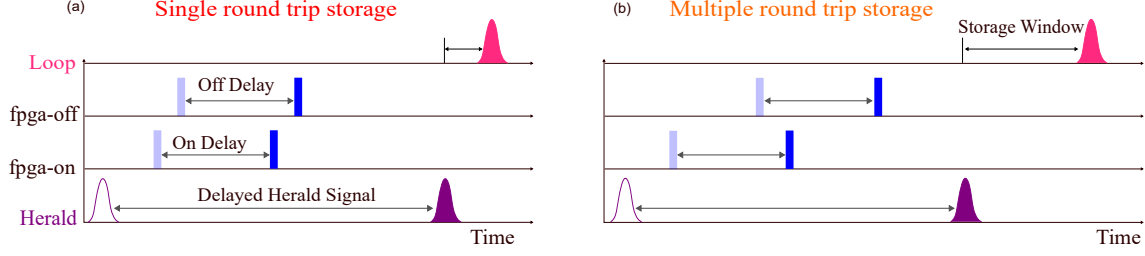 (a)
Single round trip storage
Loop
Off Delay
fpga-off
On Delay
fpga-on
Delayed Herald Signal
Herald
Time
(b)
Multiple round trip storage
Storage Window
Time